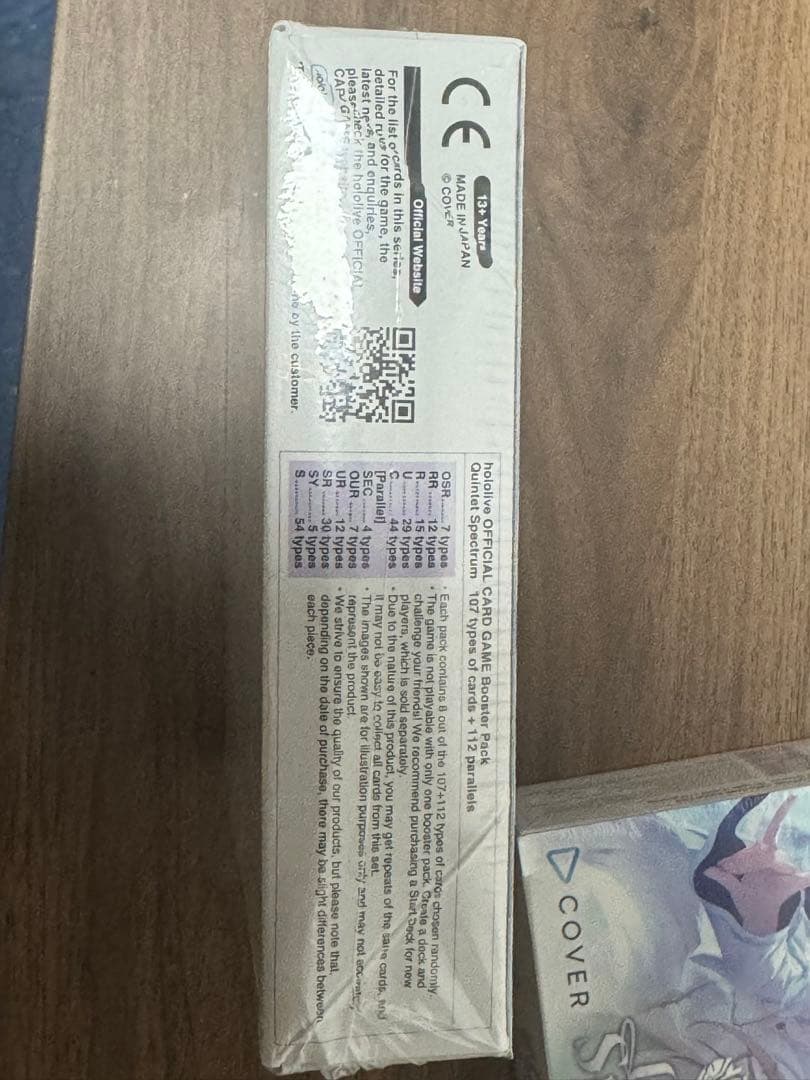 CE
13+ Years
MADE IN JAPAN
© COVER
Official Website
For the list of cards in this series,
detailed rules for the game, the
latest news and enquiries,
please check the hololive OFFICIAL
CARD GAME
by the customer.
hololive OFFICIAL CARD GAME Booster Pack
Quintet Spectrum 107 types of cards + 112 parallels
OSR....... 7 types
RR ....... 12 types
R .......... 15 types
U .......... 29 types
C .......... 44 types
[Parallel]
SEC ....... 4 types
OUR ...... 7 types
UR ....... 12 types
SR ....... 30 types
SY ......... 5 types
S .......... 54 types
・Each pack contains 8 out of the 107+112 types of cards chosen randomly.
・The game is not playable with only one booster pack. Create a deck and
challenge your friends! We recommend purchasing a Start Deck for new
players, which is sold separately.
・Due to the nature of this product, you may get repeats of the same cards, and
it may not be easy to collect all cards from this set.
・The images shown are for illustration purposes only and may not accurately
represent the product.
・We strive to ensure the quality of our products, but please note that,
depending on the date of purchase, there may be slight differences between
each piece.
COVER